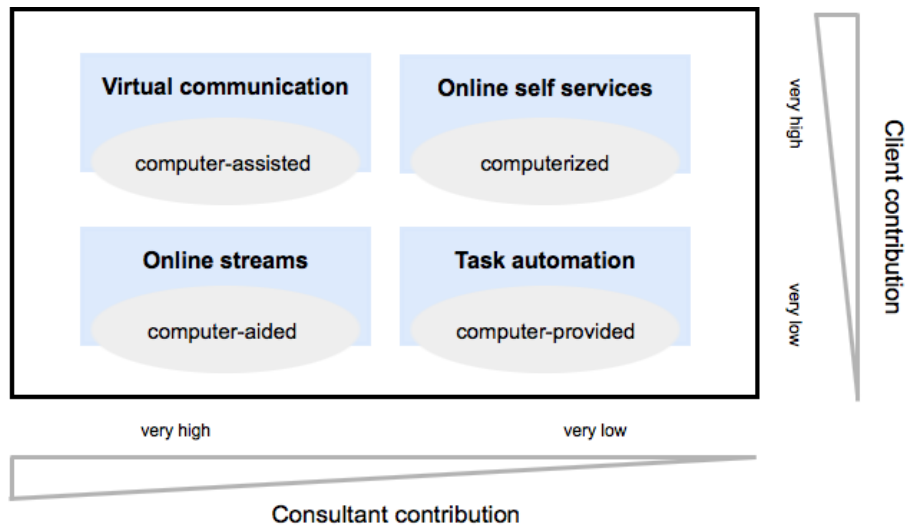 Virtual communication
computer-assisted
Online self services
computerized
Online streams
computer-aided
Task automation
computer-provided
very high
very low
Client contribution
very high
very low
Consultant contribution